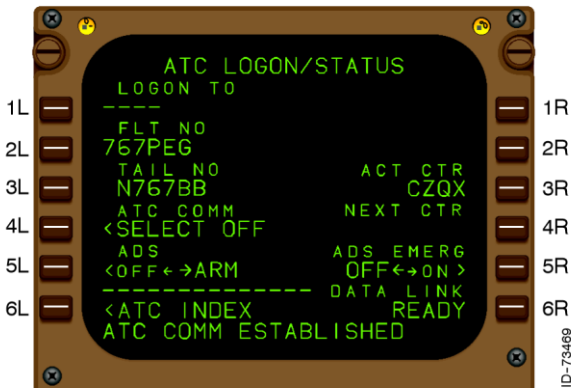 ATC LOGON/STATUS
LOGON TO
1L ---- 1R
FLT NO
2L 767PEG 2R
TAIL NO ACT CTR
3L N767BB CZQX 3R
ATC COMM NEXT CTR
4L <SELECT OFF 4R
ADS ADS EMERG
5L <OFF←→ARM OFF←→ON> 5R
--------------- DATA LINK
6L <ATC INDEX READY 6R
ATC COMM ESTABLISHED
ID-73469